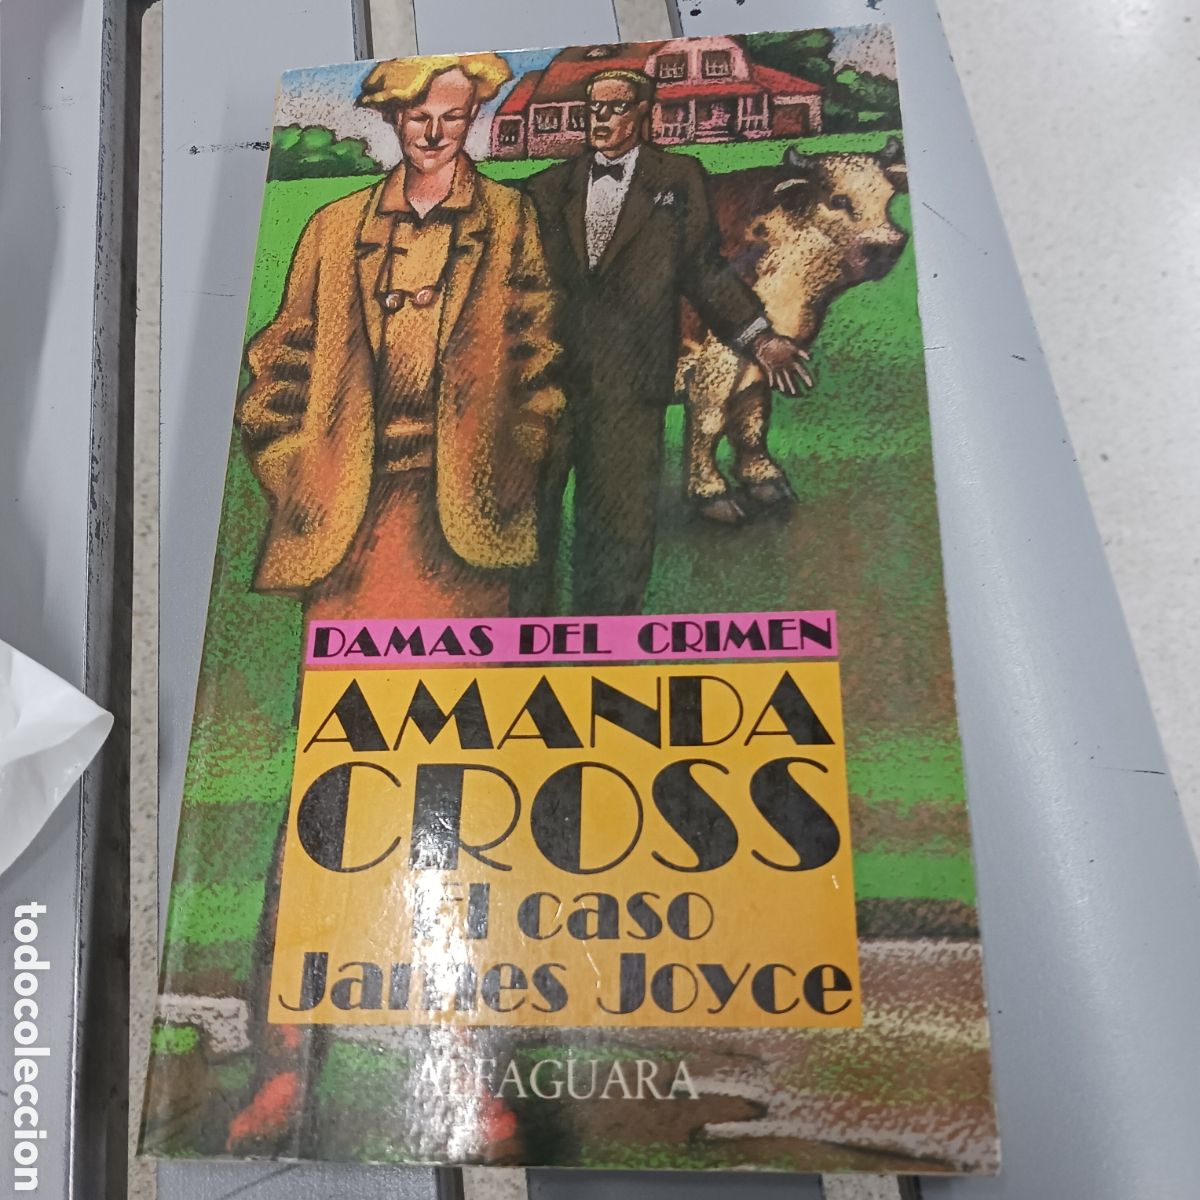 DAMAS DEL CRIMEN
AMANDA
CROSS
El caso
James Joyce
ALFAGUARA
todocoleccion